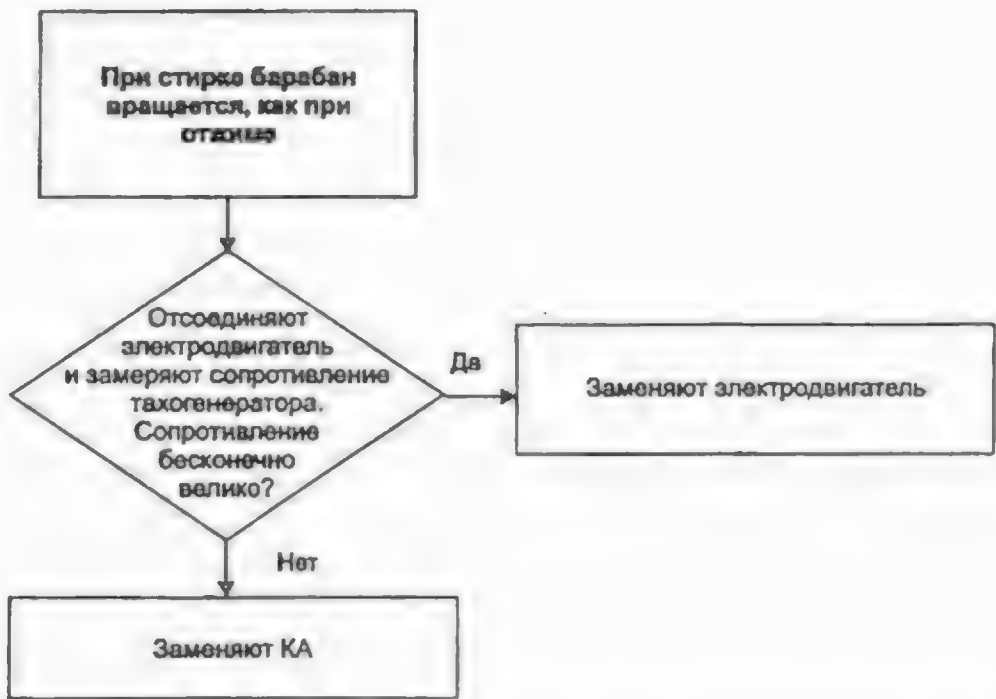 При стирке барабан
вращается, как при
отжиме
Отсоединяют
электродвигатель
и замеряют сопротивление
тахогенератора.
Сопротивление
бесконечно
велико?
Да
Заменяют электродвигатель
Нет
Заменяют КА